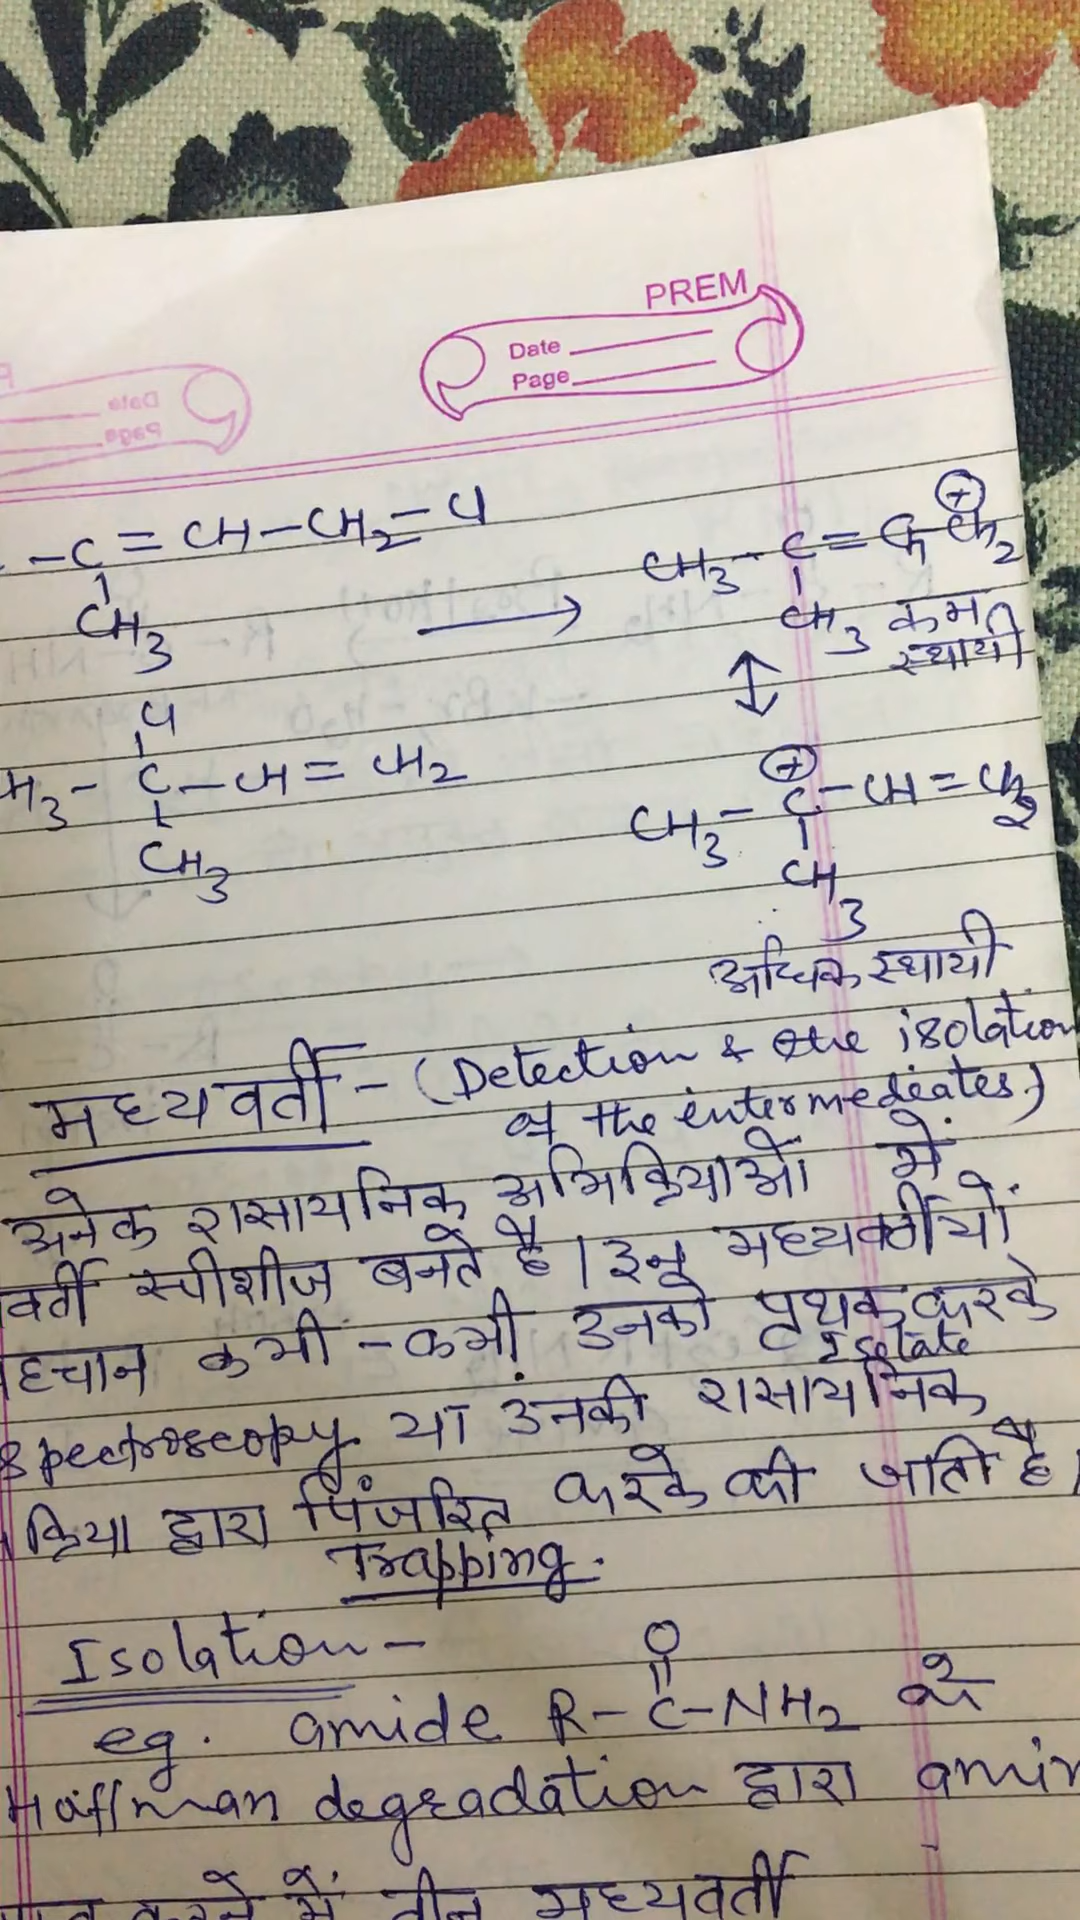 PREM
Date
Page
-C=CH-CH2-Cl
CH3
CH3-C=CH-CH2
⊕
CH3
कम
स्थायी
Cl
H3-C-CH=CH2
CH3
⊕
CH3-C-CH=CH2
CH3
अधिक स्थायी
मध्यवर्ती - (Detection & the isolation
of the intermediates)
अनेक रासायनिक अभिक्रियाओं में
वर्ती स्पीशीज बनते है। इन मध्यवर्तीयों
हचान कभी-कभी उनको पृथक करके
Isolate
spectroscopy या उनकी रासायनिक
क्रिया द्वारा पिंजरित करके की जाती है।
Trapping.
Isolation-
O
eg. amide R-C-NH2 के
Hoffman degradation द्वारा
करने में तीन मध्यवर्ती